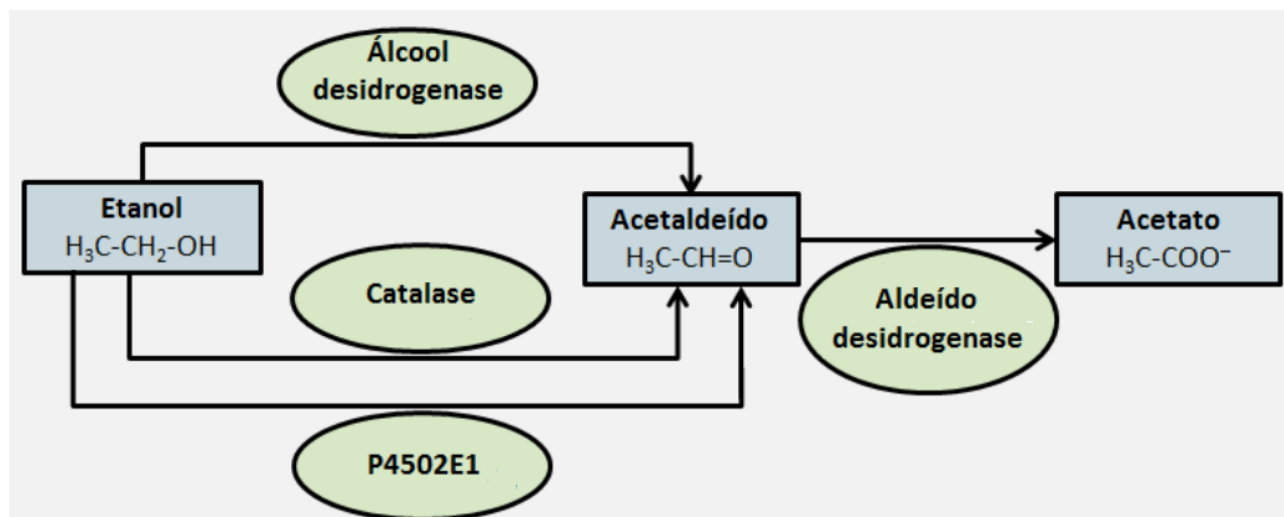 Álcool
desidrogenase
Etanol
H₃C-CH₂-OH
Acetaldeído
H₃C-CH=O
Acetato
H₃C-COO⁻
Catalase
Aldeído
desidrogenase
P4502E1